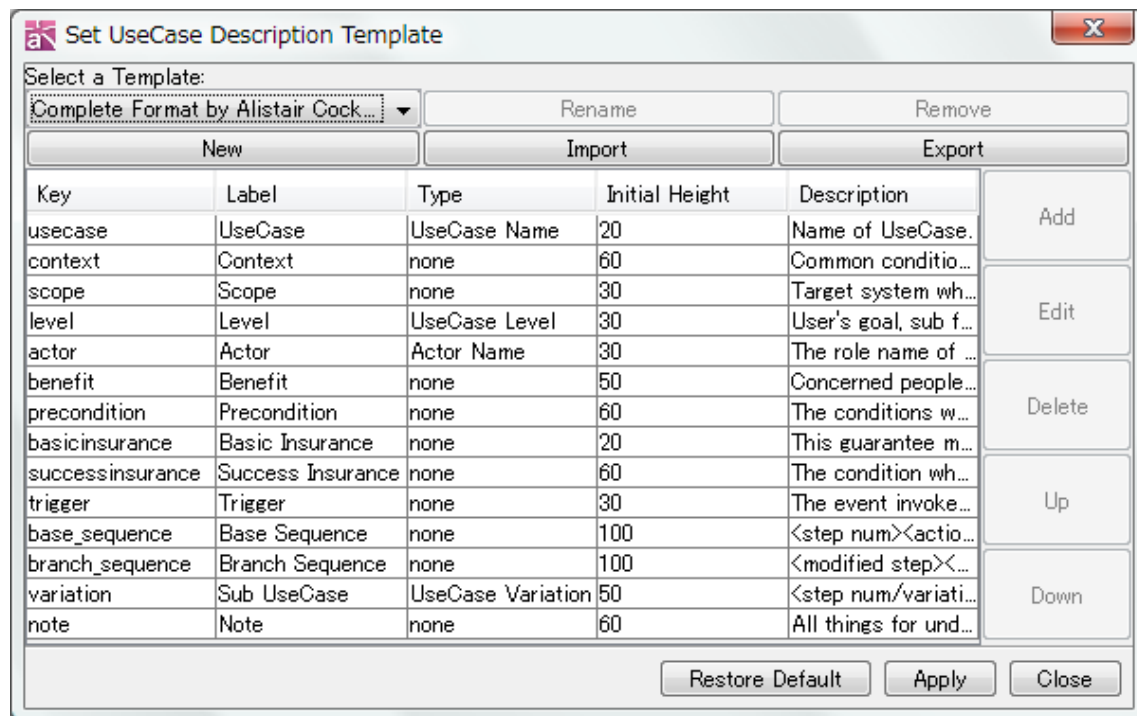 Set UseCase Description Template
Select a Template:
Complete Format by Alistair Cock... Rename Remove
New Import Export
Key Label Type Initial Height Description
usecase UseCase UseCase Name 20 Name of UseCase.
context Context none 60 Common conditio...
scope Scope none 30 Target system wh...
level Level UseCase Level 30 User's goal, sub f...
actor Actor Actor Name 30 The role name of ...
benefit Benefit none 50 Concerned people...
precondition Precondition none 60 The conditions w...
basicinsurance Basic Insurance none 20 This guarantee m...
successinsurance Success Insurance none 60 The condition wh...
trigger Trigger none 30 The event invoke...
base_sequence Base Sequence none 100 <step num><actio...
branch_sequence Branch Sequence none 100 <modified step><...
variation Sub UseCase UseCase Variation 50 <step num/variati...
note Note none 60 All things for und...
Add
Edit
Delete
Up
Down
Restore Default Apply Close